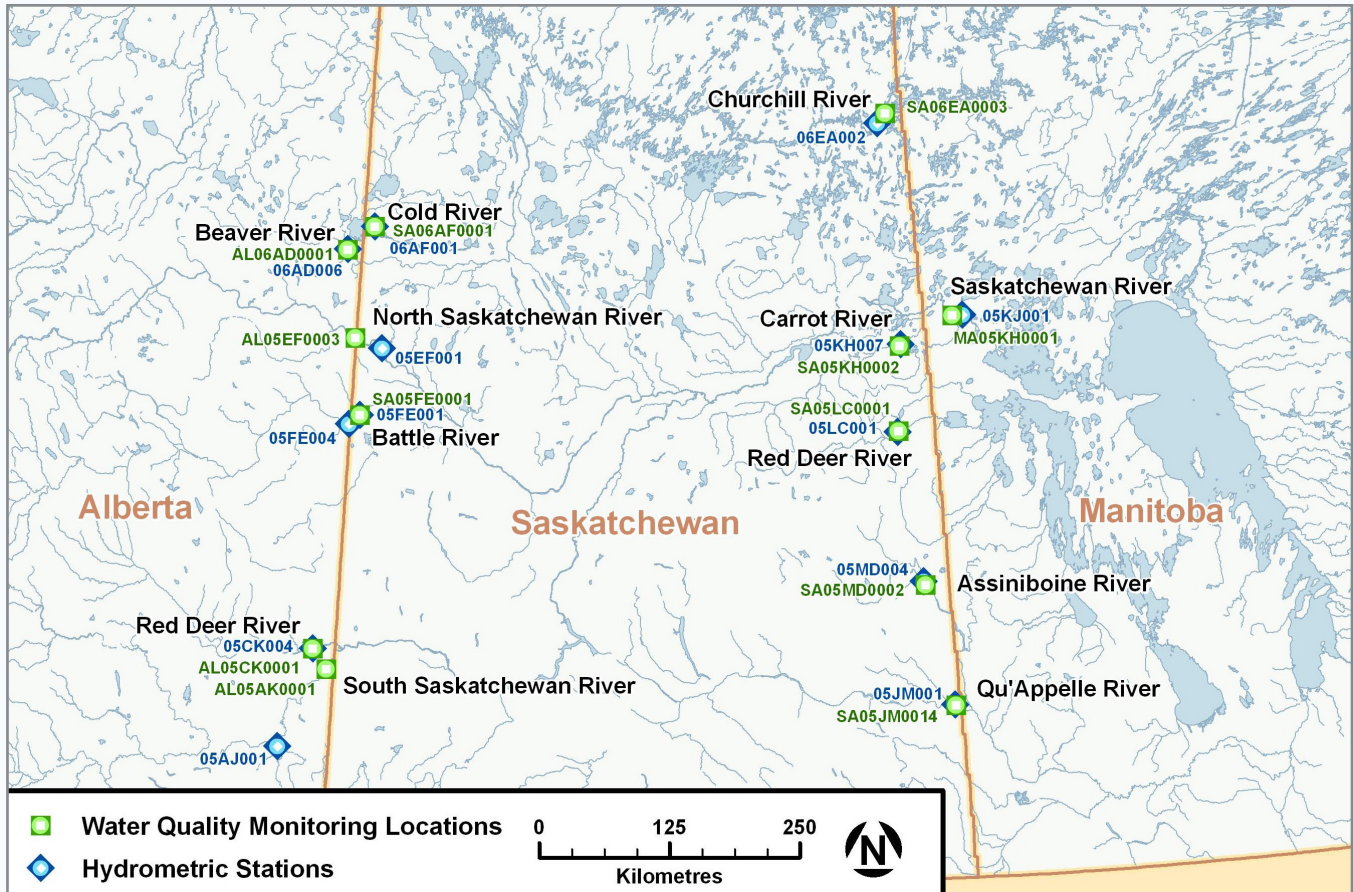 Churchill River
SA06EA0003
06EA002
Cold River
SA06AF0001
06AF001
Beaver River
AL06AD0001
06AD006
Saskatchewan River
05KJ001
MA05KH0001
North Saskatchewan River
AL05EF0003
05EF001
Carrot River
05KH007
SA05KH0002
SA05FE0001
05FE001
05FE004
Battle River
SA05LC0001
05LC001
Red Deer River
Alberta
Saskatchewan
Manitoba
05MD004
SA05MD0002
Assiniboine River
Red Deer River
05CK004
AL05CK0001
AL05AK0001
South Saskatchewan River
05JM001
Qu'Appelle River
SA05JM0014
05AJ001
Water Quality Monitoring Locations
Hydrometric Stations
0 125 250
Kilometres
N